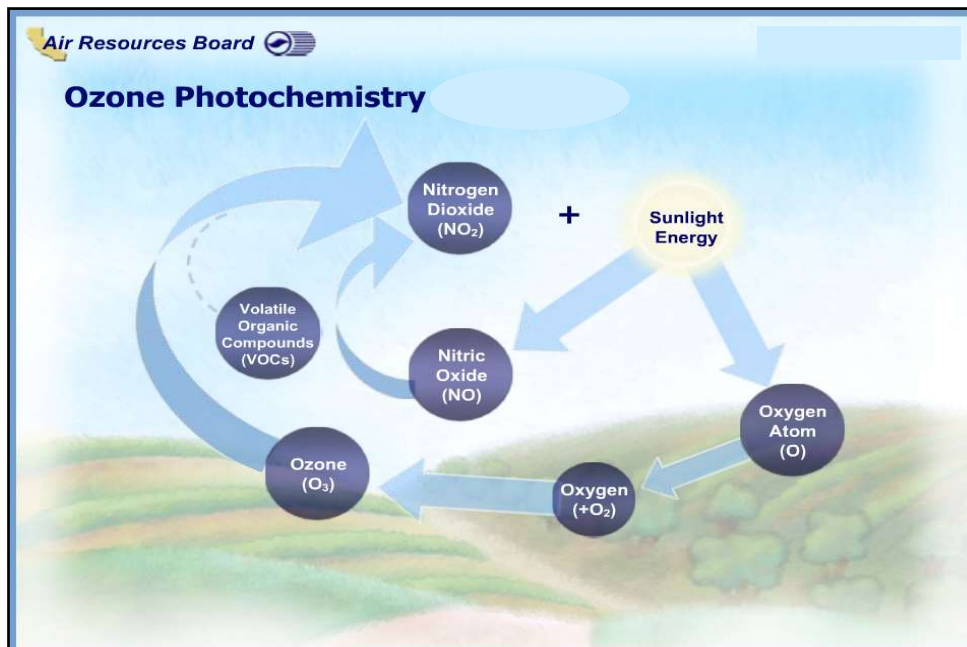 Air Resources Board
Ozone Photochemistry
Nitrogen
Dioxide
(NO₂)
+
Sunlight
Energy
Volatile
Organic
Compounds
(VOCs)
Nitric
Oxide
(NO)
Oxygen
Atom
(O)
Ozone
(O₃)
Oxygen
(+O₂)